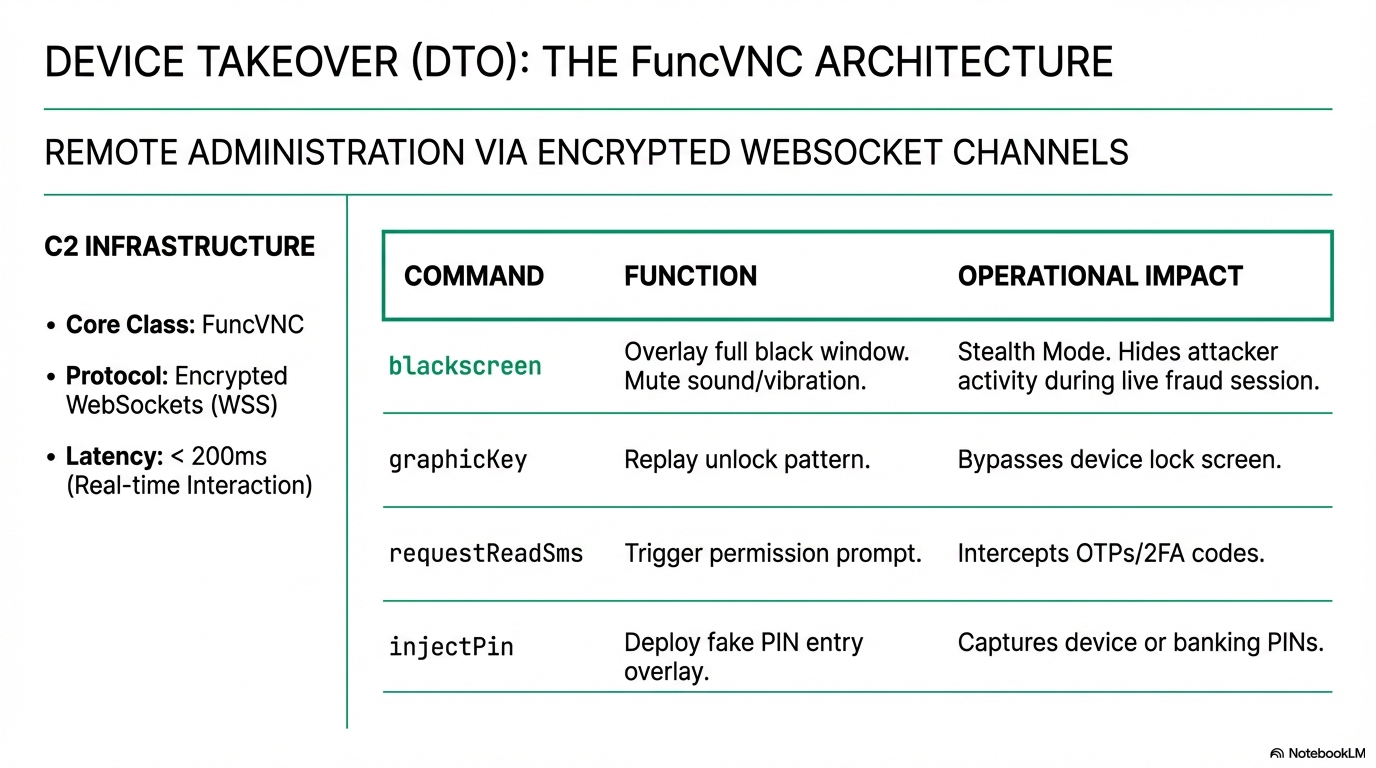 DEVICE TAKEOVER (DTO): THE FuncVNC ARCHITECTURE
REMOTE ADMINISTRATION VIA ENCRYPTED WEBSOCKET CHANNELS
C2 INFRASTRUCTURE
• Core Class: FuncVNC
• Protocol: Encrypted
WebSockets (WSS)
• Latency: < 200ms
(Real-time Interaction)
COMMAND FUNCTION OPERATIONAL IMPACT
blackscreen
Overlay full black window.
Mute sound/vibration.
Stealth Mode. Hides attacker
activity during live fraud session.
graphicKey Replay unlock pattern. Bypasses device lock screen.
requestReadSms Trigger permission prompt. Intercepts OTPs/2FA codes.
injectPin
Deploy fake PIN entry
overlay.
Captures device or banking PINs.
NotebookLM